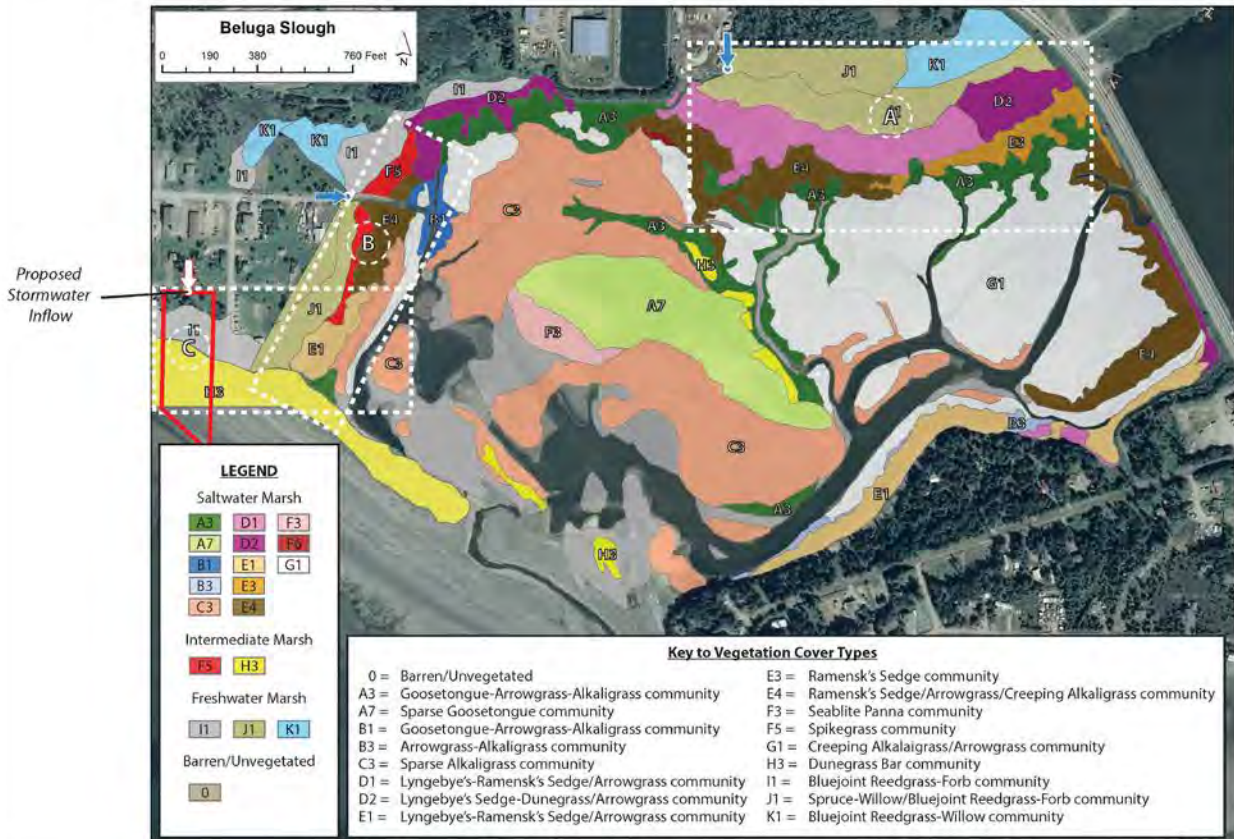 Beluga Slough
0 190 380 760 Feet
N
I1
D2
A3
J1
K1
D2
A
E3
E4
A3
A3
K1
K1
I1
I1
F5
E4
B1
B
C3
A3
H3
G1
Proposed
Stormwater
Inflow
C
J1
E1
C3
H3
F3
A7
E4
C3
A3
B3
E1
H3
LEGEND
Saltwater Marsh
A3 D1 F3
A7 D2 F6
B1 E1 G1
B3 E3
C3 E4
Intermediate Marsh
F5 H3
Freshwater Marsh
I1 J1 K1
Barren/Unvegetated
0
Key to Vegetation Cover Types
0 = Barren/Unvegetated
A3 = Goosetongue-Arrowgrass-Alkaligrass community
A7 = Sparse Goosetongue community
B1 = Goosetongue-Arrowgrass-Alkaligrass community
B3 = Arrowgrass-Alkaligrass community
C3 = Sparse Alkaligrass community
D1 = Lyngebye's-Ramensk's Sedge/Arrowgrass community
D2 = Lyngebye's Sedge-Dunegrass/Arrowgrass community
E1 = Lyngebye's-Ramensk's Sedge/Arrowgrass community
E3 = Ramensk's Sedge community
E4 = Ramensk's Sedge/Arrowgrass/Creeping Alkaligrass community
F3 = Seablite Panna community
F5 = Spikegrass community
G1 = Creeping Alkalaigrass/Arrowgrass community
H3 = Dunegrass Bar community
I1 = Bluejoint Reedgrass-Forb community
J1 = Spruce-Willow/Bluejoint Reedgrass-Forb community
K1 = Bluejoint Reedgrass-Willow community